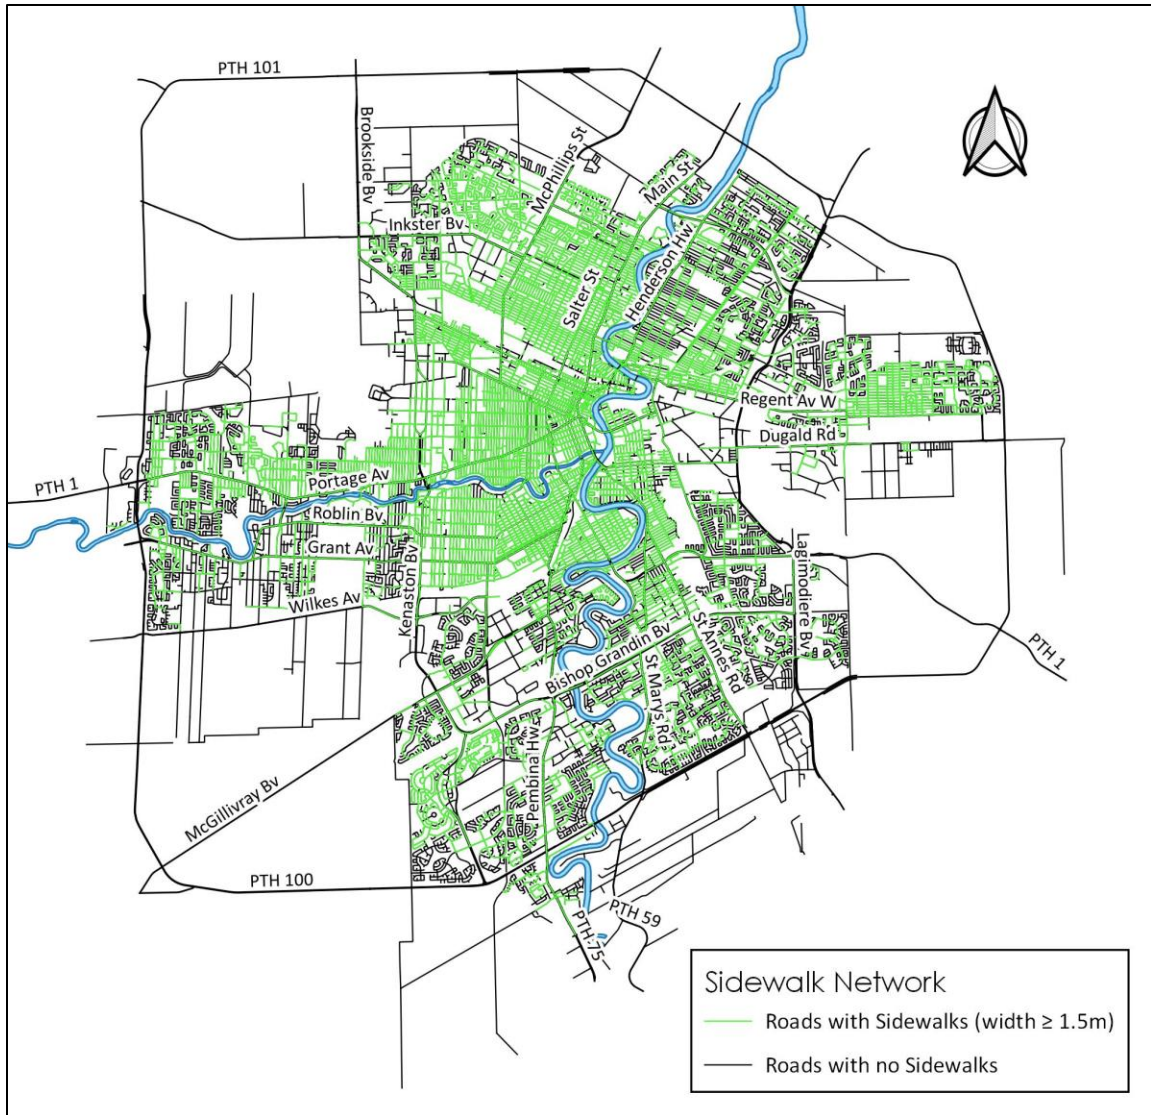 PTH 101
Brookside Bv
McPhillips St
Main St
Inkster Bv
Salter St
Henderson Hw
Regent Av W
Dugald Rd
Portage Av
PTH 1
Roblin Bv
Grant Av
Kenaston Bv
Lagimodiere Bv
Wilkes Av
Bishop Grandin Bv
St Annes Rd
St Marys Rd
PTH 1
Pembina Hw
McGillivray Bv
PTH 100
PTH 59
PTH 75
Sidewalk Network
Roads with Sidewalks (width ≥ 1.5m)
Roads with no Sidewalks